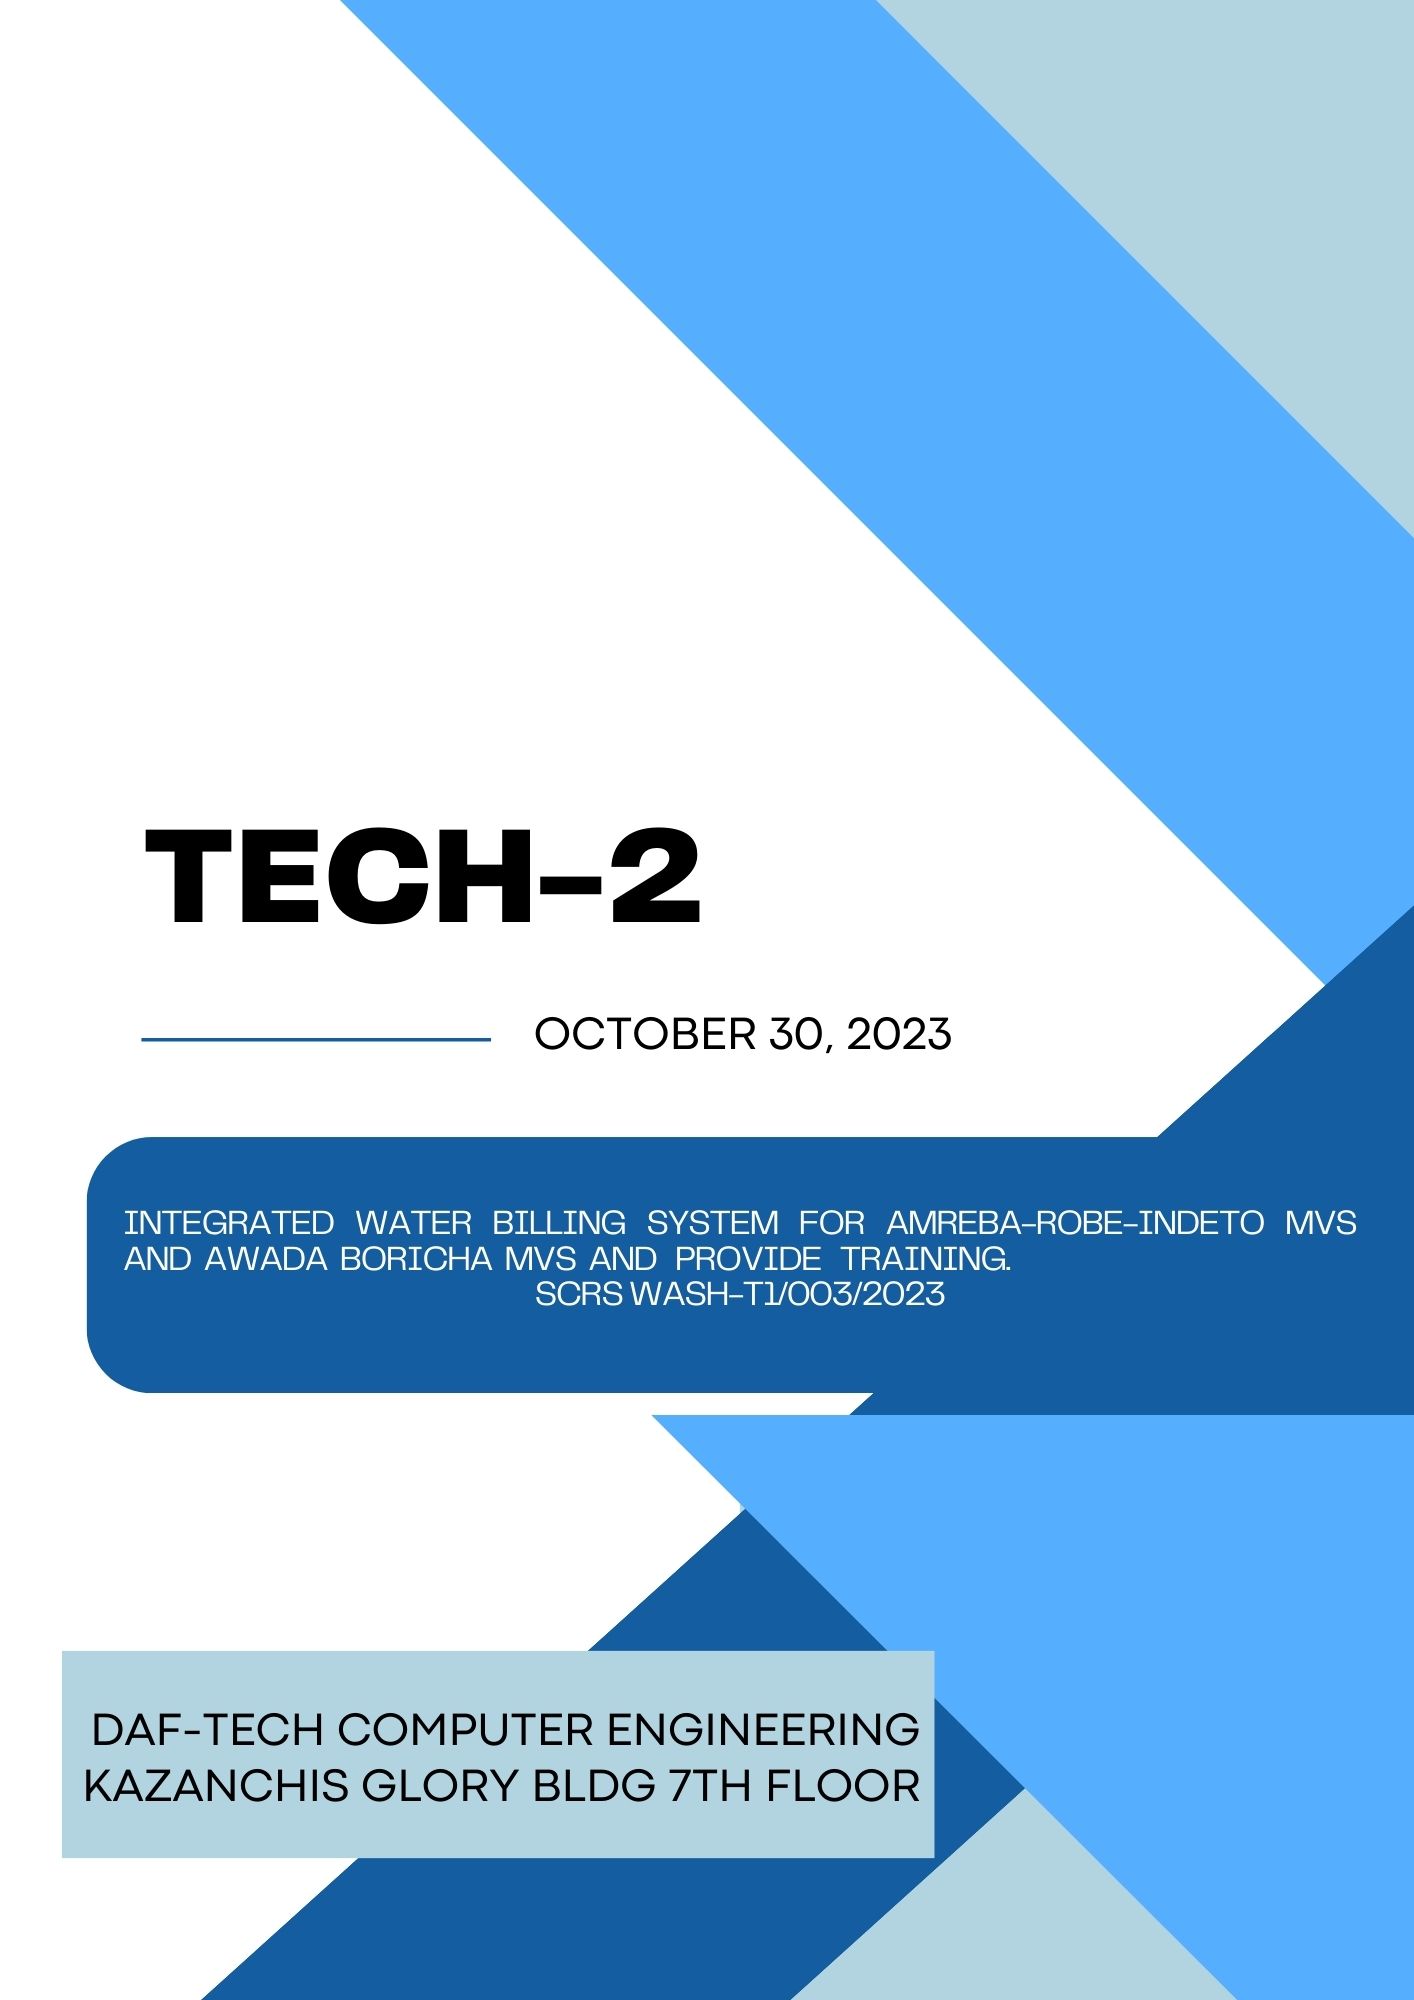 TECH-2
OCTOBER 30, 2023
INTEGRATED WATER BILLING SYSTEM FOR AMREBA-ROBE-INDETO MVS
AND AWADA BORICHA MVS AND PROVIDE TRAINING.
SCRS WASH-T1/003/2023
DAF-TECH COMPUTER ENGINEERING
KAZANCHIS GLORY BLDG 7TH FLOOR